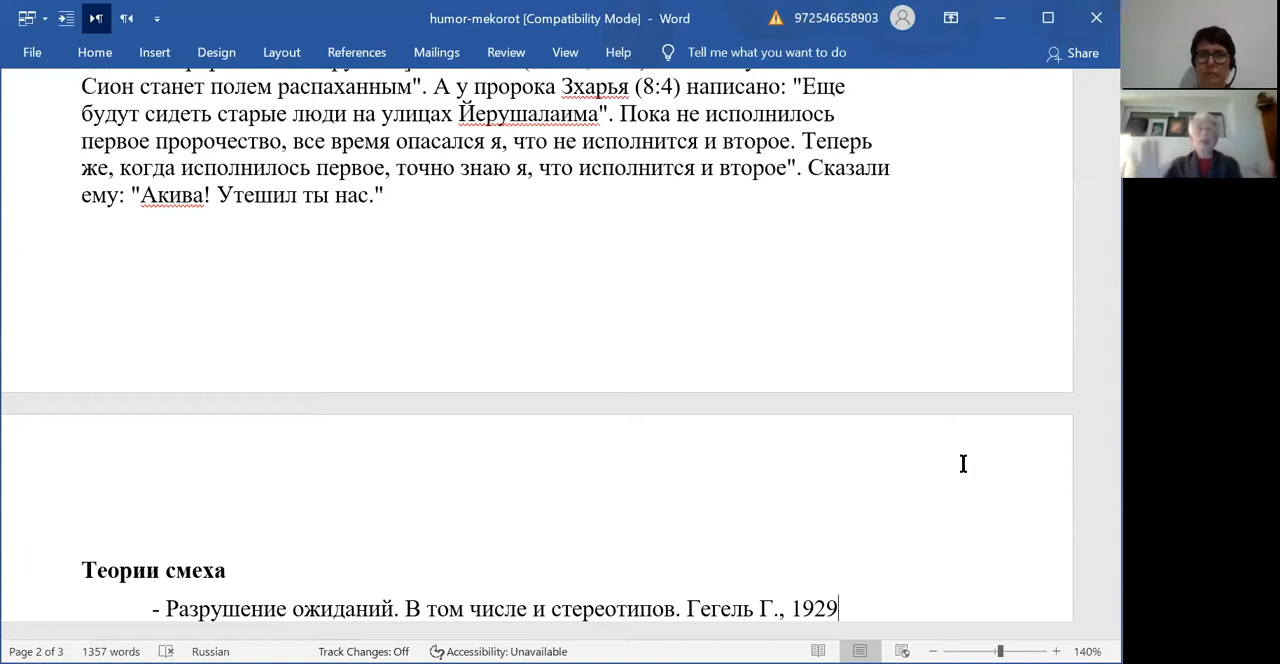 humor-mekorot [Compatibility Mode] - Word
972546658903
File Home Insert Design Layout References Mailings Review View Help Tell me what you want to do Share
Сион станет полем распаханным". А у пророка Зхарья (8:4) написано: "Еще
будут сидеть старые люди на улицах Йерушалаима". Пока не исполнилось
первое пророчество, все время опасался я, что не исполнится и второе. Теперь
же, когда исполнилось первое, точно знаю я, что исполнится и второе". Сказали
ему: "Акива! Утешил ты нас."
Теории смеха
- Разрушение ожиданий. В том числе и стереотипов. Гегель Г., 1929
Page 2 of 3 1357 words Russian Track Changes: Off Accessibility: Unavailable 140%